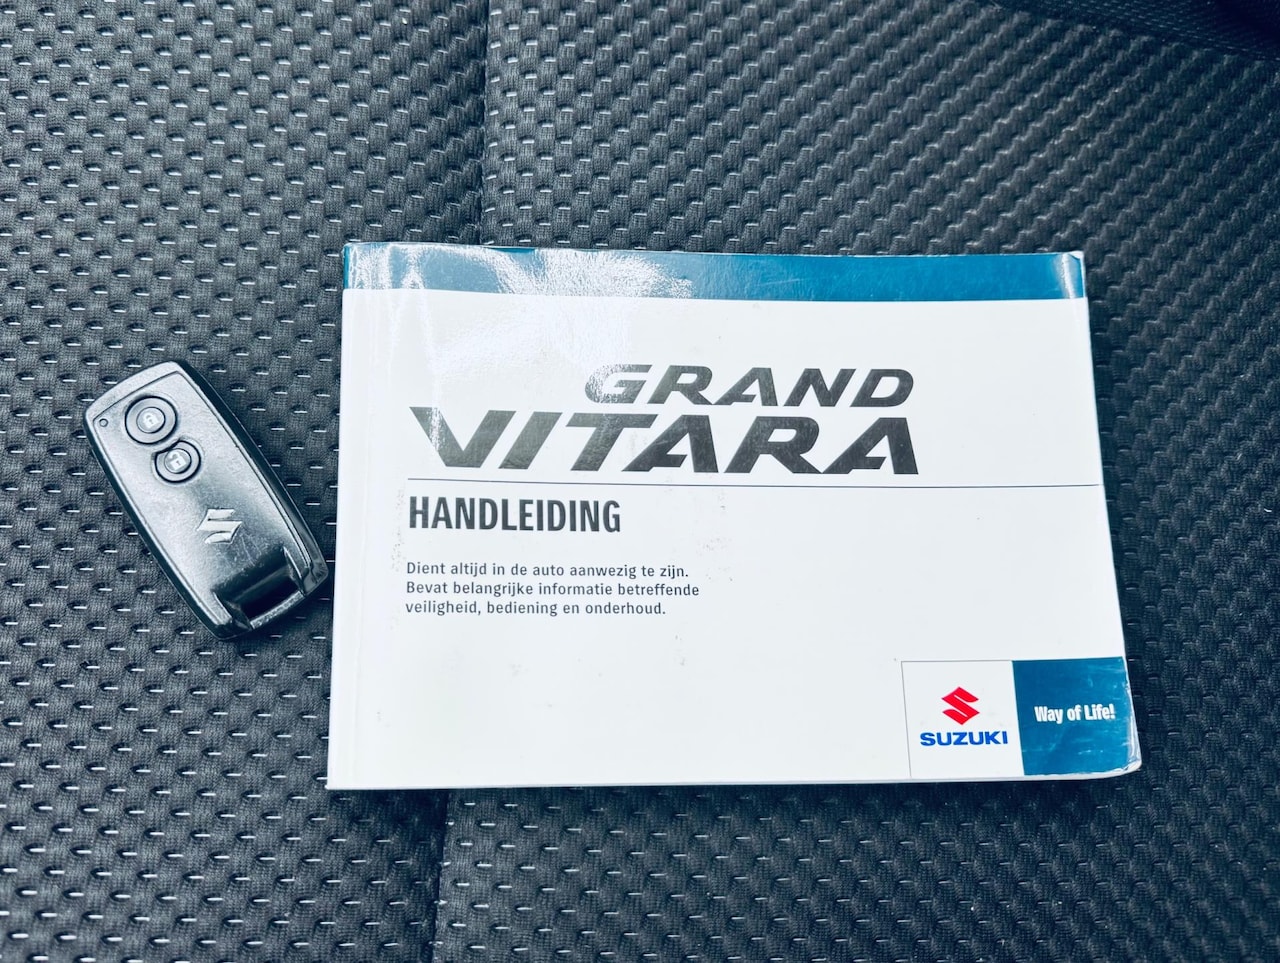 GRAND
VITARA
HANDLEIDING
Dient altijd in de auto aanwezig te zijn.
Bevat belangrijke informatie betreffende
veiligheid, bediening en onderhoud.
SUZUKI
Way of Life!